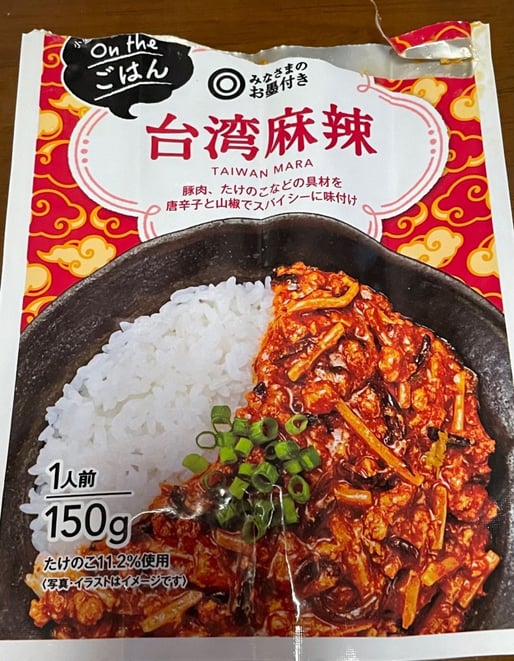 On the
ごはん
みなさまの
お墨付き
台湾麻辣
TAIWAN MARA
豚肉、たけのこなどの具材を
唐辛子と山椒でスパイシーに味付け
1人前
150g
たけのこ11.2%使用
〈写真・イラストはイメージです〉